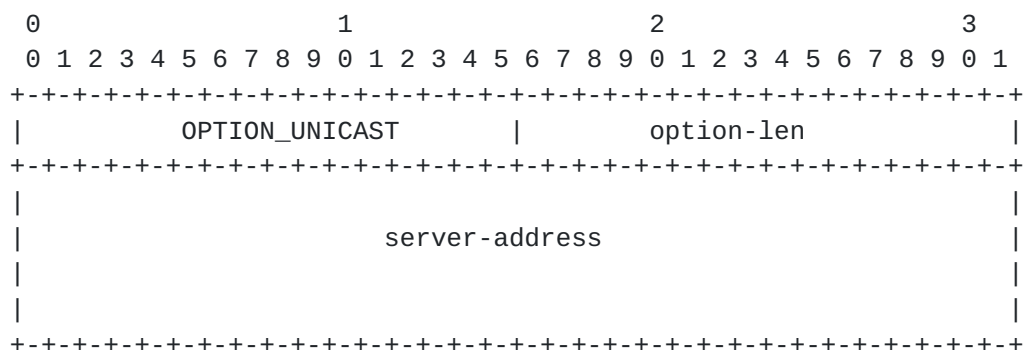 0                   1                   2                   3
 0 1 2 3 4 5 6 7 8 9 0 1 2 3 4 5 6 7 8 9 0 1 2 3 4 5 6 7 8 9 0 1
+-+-+-+-+-+-+-+-+-+-+-+-+-+-+-+-+-+-+-+-+-+-+-+-+-+-+-+-+-+-+-+-+
|          OPTION_UNICAST       |        option-len             |
+-+-+-+-+-+-+-+-+-+-+-+-+-+-+-+-+-+-+-+-+-+-+-+-+-+-+-+-+-+-+-+-+
|                                                               |
|                       server-address                          |
|                                                               |
|                                                               |
+-+-+-+-+-+-+-+-+-+-+-+-+-+-+-+-+-+-+-+-+-+-+-+-+-+-+-+-+-+-+-+-+